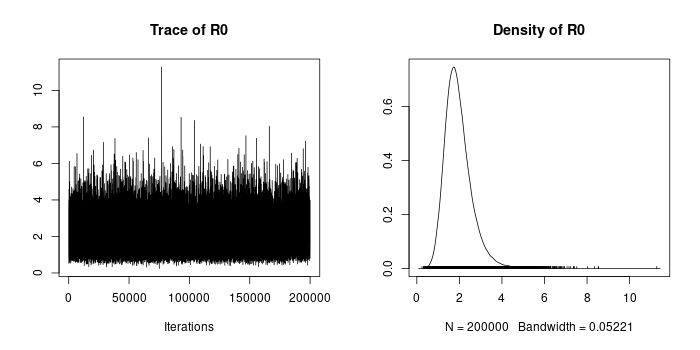 Trace of R0
0 2 4 6 8 10
0 50000 100000 150000 200000
Iterations
Density of R0
0.0 0.2 0.4 0.6
0 2 4 6 8 10
N = 200000 Bandwidth = 0.05221